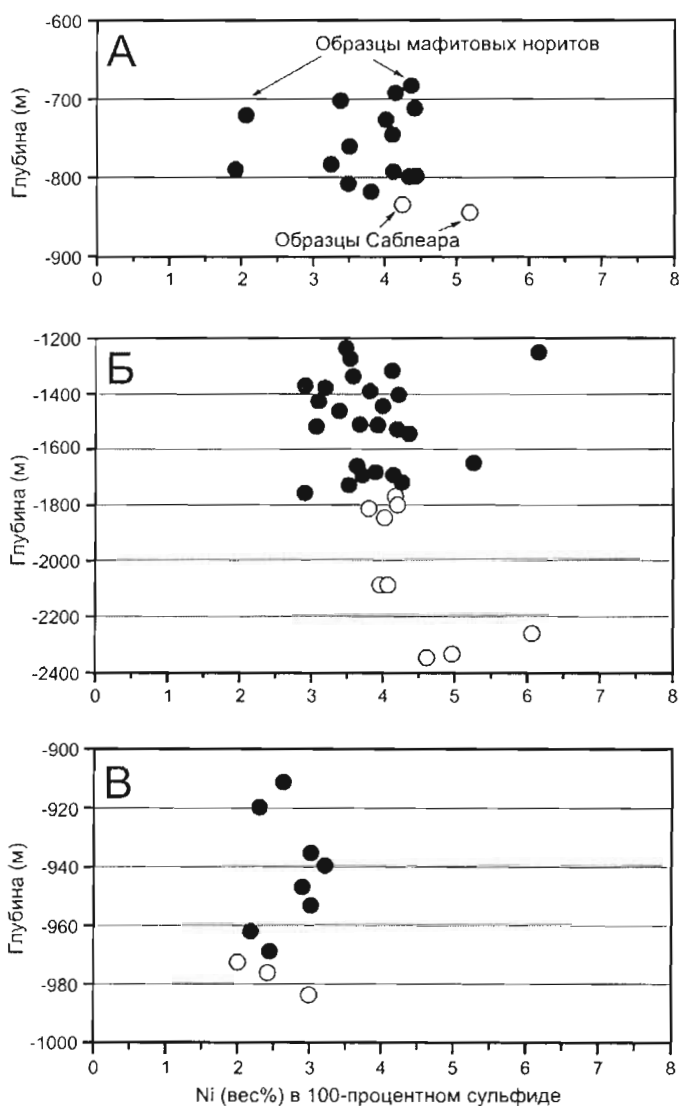 А
-600
-700
-800
-900
Глубина (м)
Образцы мафитовых норитов
Образцы Саблеара
0 1 2 3 4 5 6 7 8
Б
-1200
-1400
-1600
-1800
-2000
-2200
-2400
Глубина (м)
0 1 2 3 4 5 6 7 8
В
-900
-920
-940
-960
-980
-1000
Глубина (м)
0 1 2 3 4 5 6 7 8
Ni (вес%) в 100-процентном сульфиде